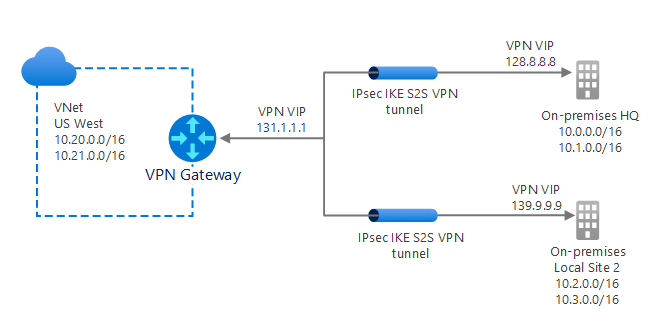 VNet
US West
10.20.0.0/16
10.21.0.0/16
VPN Gateway
VPN VIP
131.1.1.1
IPsec IKE S2S VPN
tunnel
VPN VIP
128.8.8.8
On-premises HQ
10.0.0.0/16
10.1.0.0/16
IPsec IKE S2S VPN
tunnel
VPN VIP
139.9.9.9
On-premises
Local Site 2
10.2.0.0/16
10.3.0.0/16